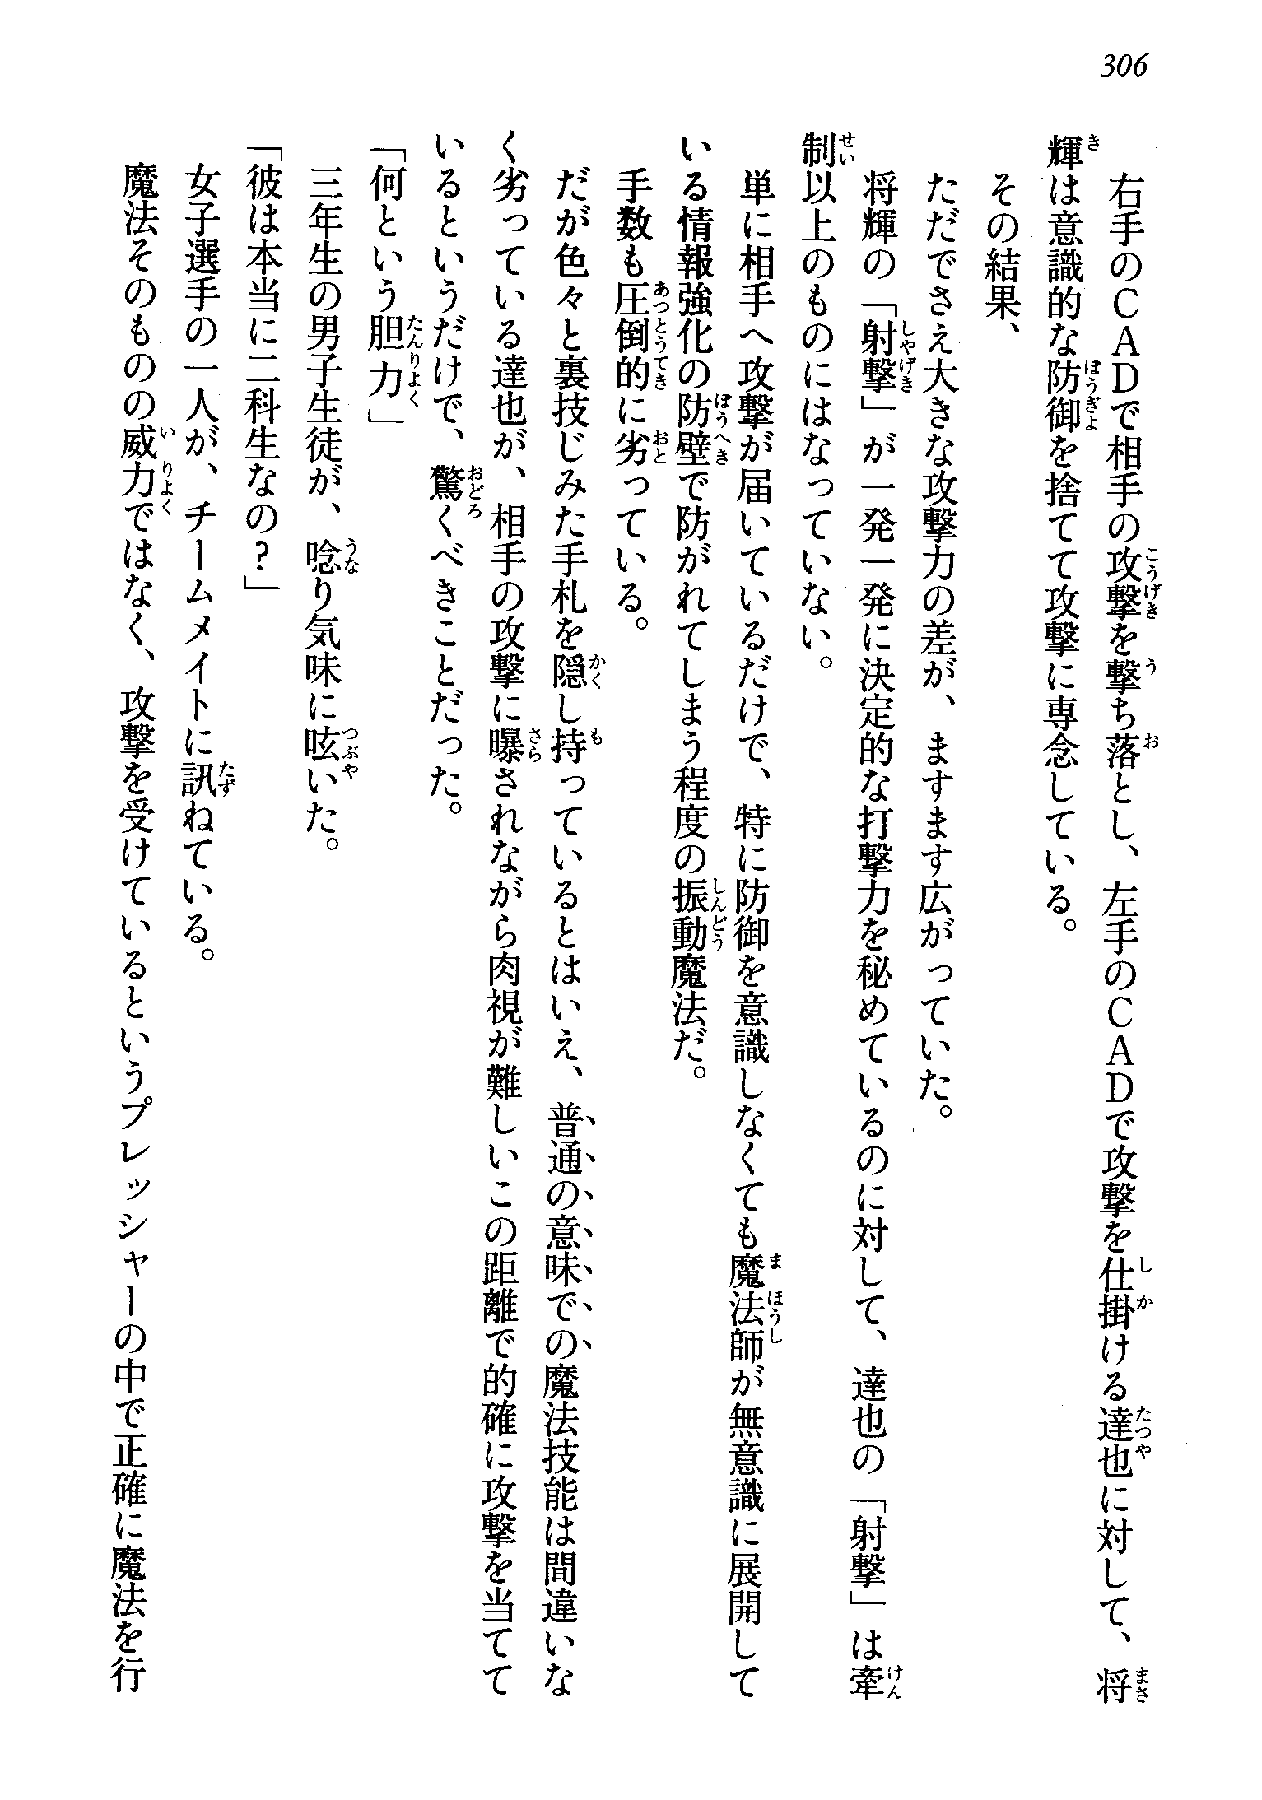 306
右手のCADで相手の攻撃を撃ち落とし、左手のCADで攻撃を仕掛ける達也に対して、将
輝は意識的な防御を捨てて攻撃に専念している。
その結果、
ただでさえ大きな攻撃力の差が、ますます広がっていた。
将輝の「射撃」が一発一発に決定的な打撃力を秘めているのに対して、達也の「射撃」は牽
制以上のものにはなっていない。
単に相手へ攻撃が届いているだけで、特に防御を意識しなくても魔法師が無意識に展開して
いる情報強化の防壁で防がれてしまう程度の振動魔法だ。
手数も圧倒的に劣っている。
だが色々と裏技じみた手札を隠し持っているとはいえ、普通の意味での魔法技能は間違いな
く劣っている達也が、相手の攻撃に曝されながら肉視が難しいこの距離で的確に攻撃を当てて
いるというだけで、驚くべきことだった。
「何という胆力」
三年生の男子生徒が、唸り気味に呟いた。
「彼は本当に二科生なの？」
女子選手の一人が、チームメイトに訊ねている。
魔法そのものの威力ではなく、攻撃を受けているというプレッシャーの中で正確に魔法を行